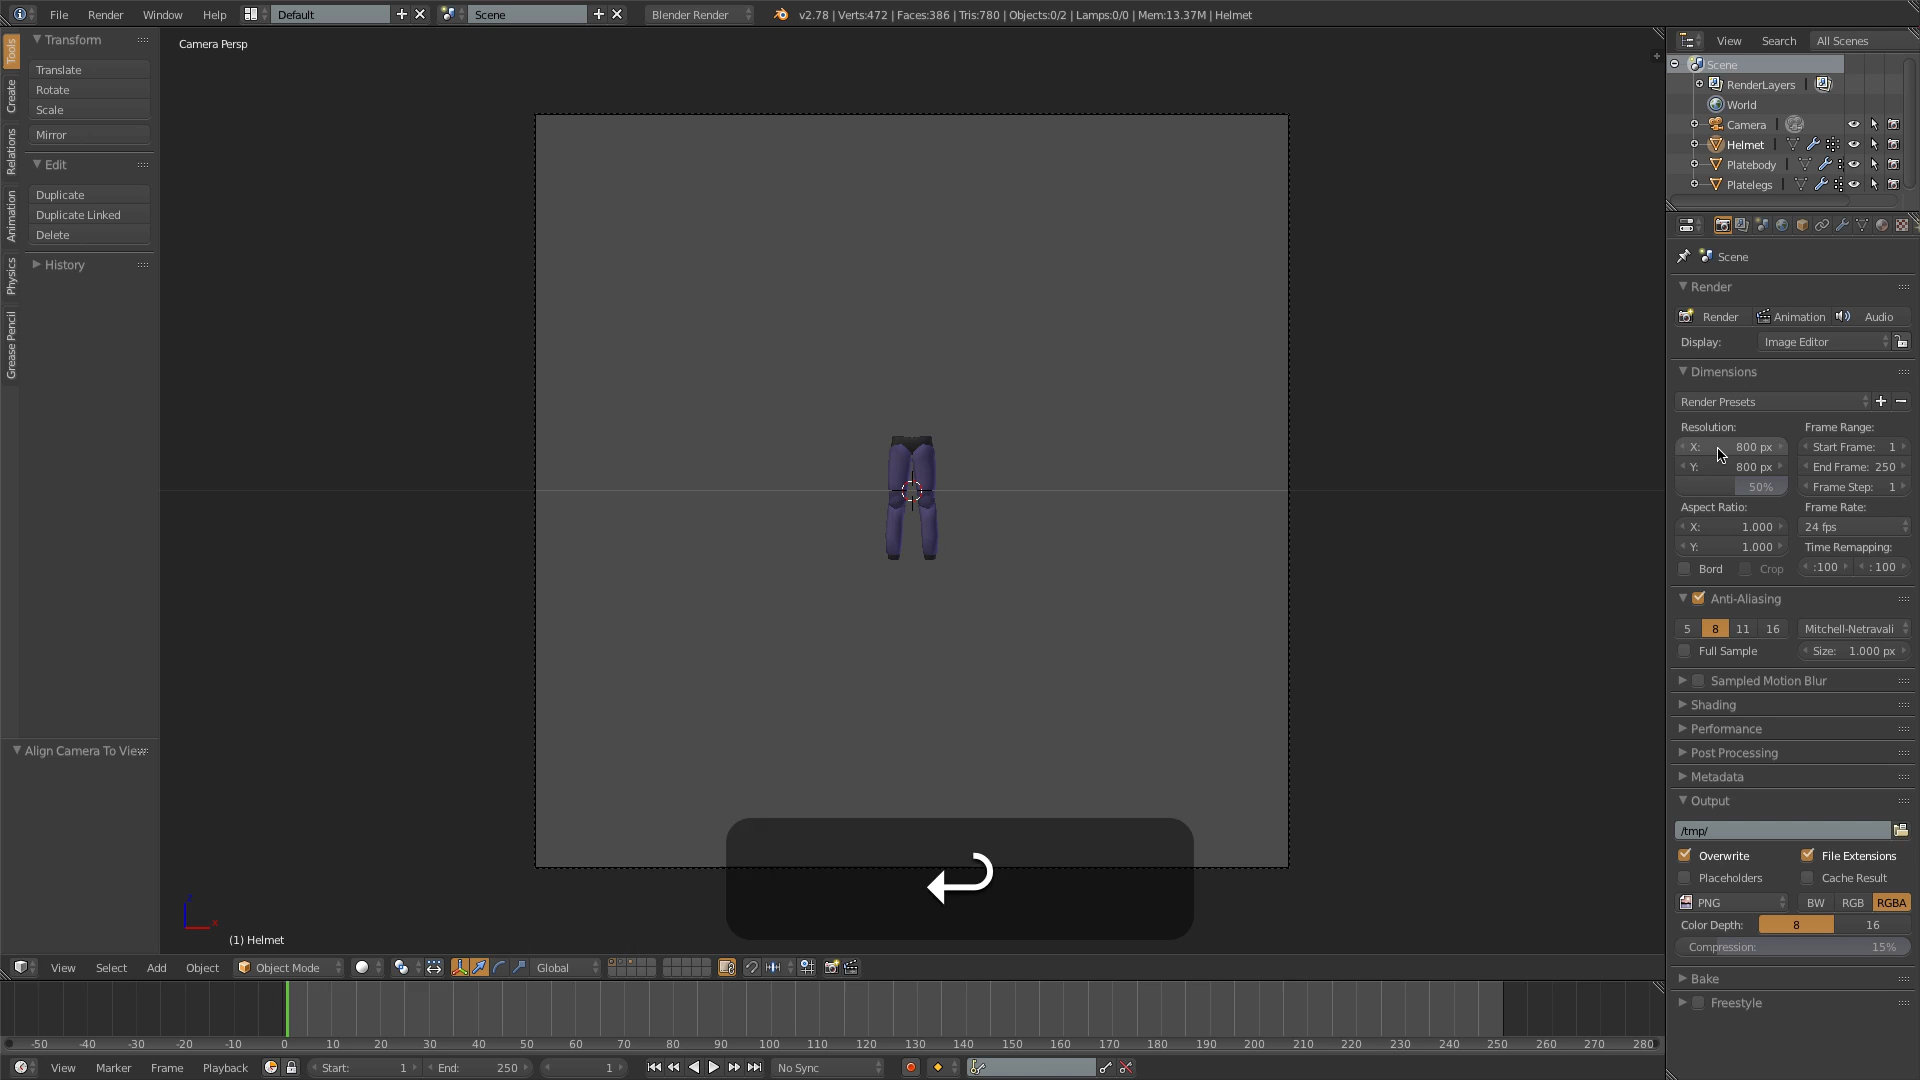 File Render Window Help Default Scene Blender Render v2.78 | Verts:472 | Faces:386 | Tris:780 | Objects:0/2 | Lamps:0/0 | Mem:13.37M | Helmet
Tools
Create
Relations
Animation
Physics
Grease Pencil
Transform
Translate
Rotate
Scale
Mirror
Edit
Duplicate
Duplicate Linked
Delete
History
Align Camera To View
Camera Persp
(1) Helmet
View Select Add Object Object Mode Global
-50 -40 -30 -20 -10 0 10 20 30 40 50 60 70 80 90 100 110 120 130 140 150 160 170 180 190 200 210 220 230 240 250 260 270 280
View Marker Frame Playback Start: 1 End: 250 1 No Sync
View Search All Scenes
Scene
RenderLayers
World
Camera
Helmet
Platebody
Platelegs
Scene
Render
Render Animation Audio
Display: Image Editor
Dimensions
Render Presets
Resolution: Frame Range:
X: 800 px Start Frame: 1
Y: 800 px End Frame: 250
50% Frame Step: 1
Aspect Ratio: Frame Rate:
X: 1.000 24 fps
Y: 1.000 Time Remapping:
Bord Crop :100 :100
Anti-Aliasing
5 8 11 16 Mitchell-Netravali
Full Sample Size: 1.000 px
Sampled Motion Blur
Shading
Performance
Post Processing
Metadata
Output
/tmp/
Overwrite File Extensions
Placeholders Cache Result
PNG BW RGB RGBA
Color Depth: 8 16
Compression: 15%
Bake
Freestyle